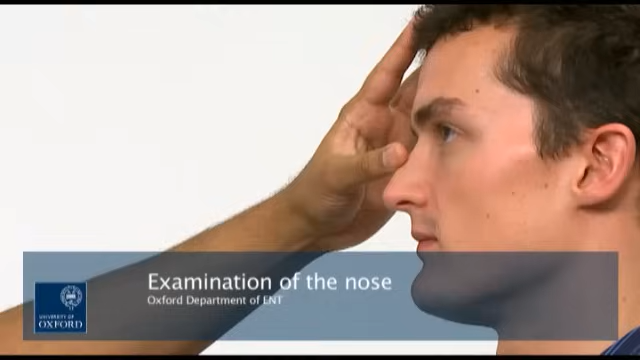 Examination of the nose
Oxford Department of ENT
UNIVERSITY OF
OXFORD